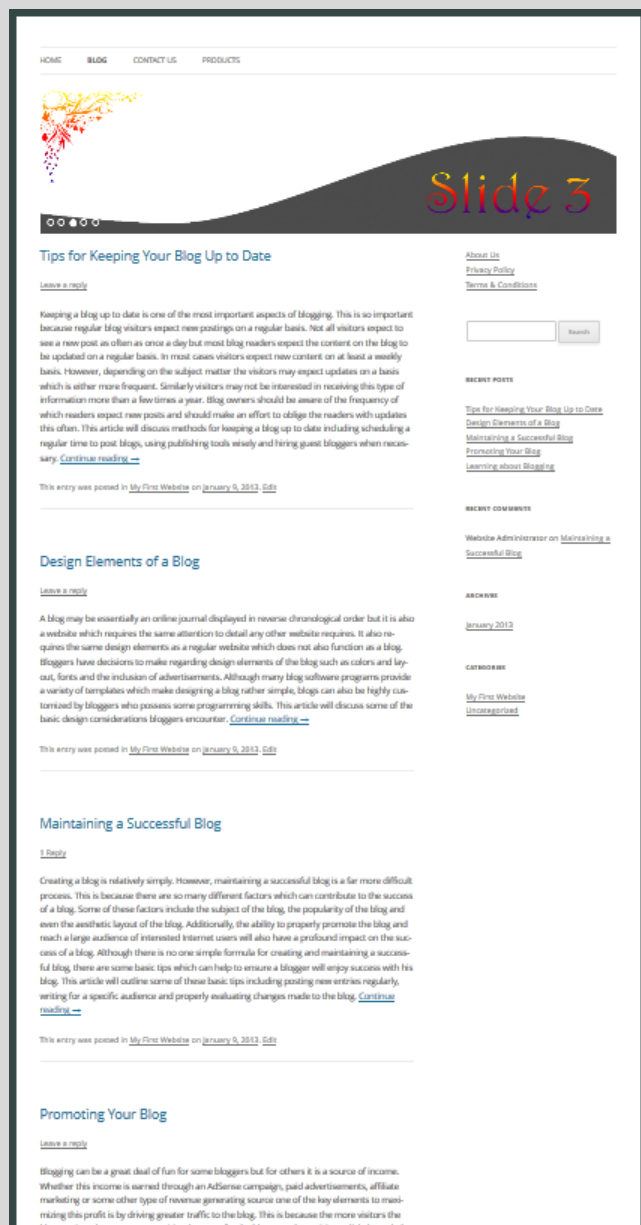 HOME BLOG CONTACT US PRODUCTS
Slide 3
Tips for Keeping Your Blog Up to Date
Leave a reply
Keeping a blog up to date is one of the most important aspects of blogging. This is so important
because regular blog visitors expect new postings on a regular basis. Not all visitors expect to
see a new post as often as once a day but most blog readers expect the content on the blog to
be updated on a regular basis. In most cases visitors expect new content on at least a weekly
basis. However, depending on the subject matter the visitors may expect updates on a basis
which is either more frequent. Similarly visitors may not be interested in receiving this type of
information more than a few times a year. Blog owners should be aware of the frequency of
which readers expect new posts and should make an effort to oblige the readers with updates
this often. This article will discuss methods for keeping a blog up to date including scheduling a
regular time to post blogs, using publishing tools wisely and hiring guest bloggers when neces-
sary. Continue reading →
This entry was posted in My First Website on January 9, 2013. Edit
Design Elements of a Blog
Leave a reply
A blog may be essentially an online journal displayed in reverse chronological order but it is also
a website which requires the same attention to detail any other website requires. It also re-
quires the same design elements as a regular website which does not also function as a blog.
Bloggers have decisions to make regarding design elements of the blog such as colors and lay-
out, fonts and the inclusion of advertisements. Although many blog software programs provide
a variety of templates which make designing a blog rather simple, blogs can also be highly cus-
tomized by bloggers who possess some programming skills. This article will discuss some of the
basic design considerations bloggers encounter. Continue reading →
This entry was posted in My First Website on January 9, 2013. Edit
Maintaining a Successful Blog
1 Reply
Creating a blog is relatively simply. However, maintaining a successful blog is a far more difficult
process. This is because there are so many different factors which can contribute to the success
of a blog. Some of these factors include the subject of the blog, the popularity of the blog and
even the aesthetic layout of the blog. Additionally, the ability to properly promote the blog and
reach a large audience of interested Internet users will also have a profound impact on the suc-
cess of a blog. Although there is no one simple formula for creating and maintaining a success-
ful blog, there are some basic tips which can help to ensure a blogger will enjoy success with his
blog. This article will outline some of these basic tips including posting new entries regularly,
writing for a specific audience and properly evaluating changes made to the blog. Continue
reading →
This entry was posted in My First Website on January 9, 2013. Edit
Promoting Your Blog
Leave a reply
Blogging can be a great deal of fun for some bloggers but for others it is a source of income.
Whether this income is earned through an AdSense campaign, paid advertisements, affiliate
marketing or some other type of revenue generating source one of the key elements to maxi-
mizing this profit is by driving greater traffic to the blog. This is because the more visitors the
About Us
Privacy Policy
Terms & Conditions
Search
RECENT POSTS
Tips for Keeping Your Blog Up to Date
Design Elements of a Blog
Maintaining a Successful Blog
Promoting Your Blog
Learning about Blogging
RECENT COMMENTS
Website Administrator on Maintaining a
Successful Blog
ARCHIVES
January 2013
CATEGORIES
My First Website
Uncategorized